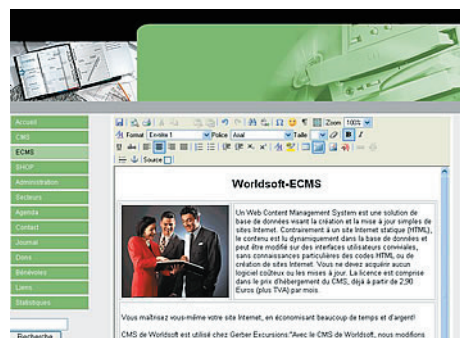 Accueil
CMS
ECMS
SHOP
Administration
Secteurs
Agenda
Contact
Journal
Dons
Bénévoles
Liens
Statistiques
Recherche
Zoom 100%
Format Entête 1 Police Arial Taille
B I
Source
Worldsoft-ECMS
Un Web Content Management System est une solution de
base de données visant la création et la mise à jour simples de
sites Internet. Contrairement à un site Internet statique (HTML),
le contenu est lu dynamiquement dans la base de données et
peut être modifié sur des interfaces utilisateurs conviviales,
sans connaissances particulières des codes HTML ou de
création de sites Internet. Vous ne devez acquérir aucun
logiciel coûteux ou les mises à jour. La licence est comprise
dans le prix d'hébergement du CMS, déjà à partir de 2,90
Euros (plus TVA) par mois.
Vous maîtrisez vous-même votre site Internet, en économisant beaucoup de temps et d'argent!
CMS de Worldsoft est utilisé chez Gerber Excursions:"Avec le CMS de Worldsoft, nous modifions